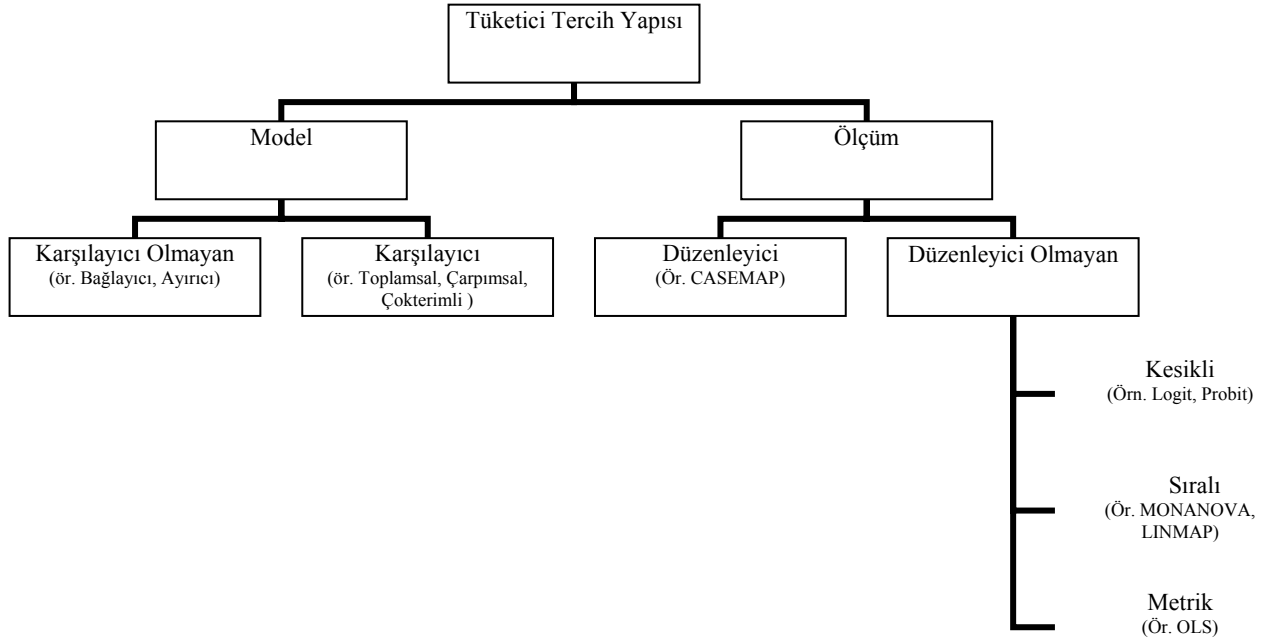 Tüketici Tercih Yapısı
Model
Ölçüm
Karşılayıcı Olmayan
(ör. Bağlayıcı, Ayırıcı)
Karşılayıcı
(ör. Toplamsal, Çarpımsal,
Çokterimli )
Düzenleyici
(Ör. CASEMAP)
Düzenleyici Olmayan
Kesikli
(Örn. Logit, Probit)
Sıralı
(Ör. MONANOVA,
LINMAP)
Metrik
(Ör. OLS)